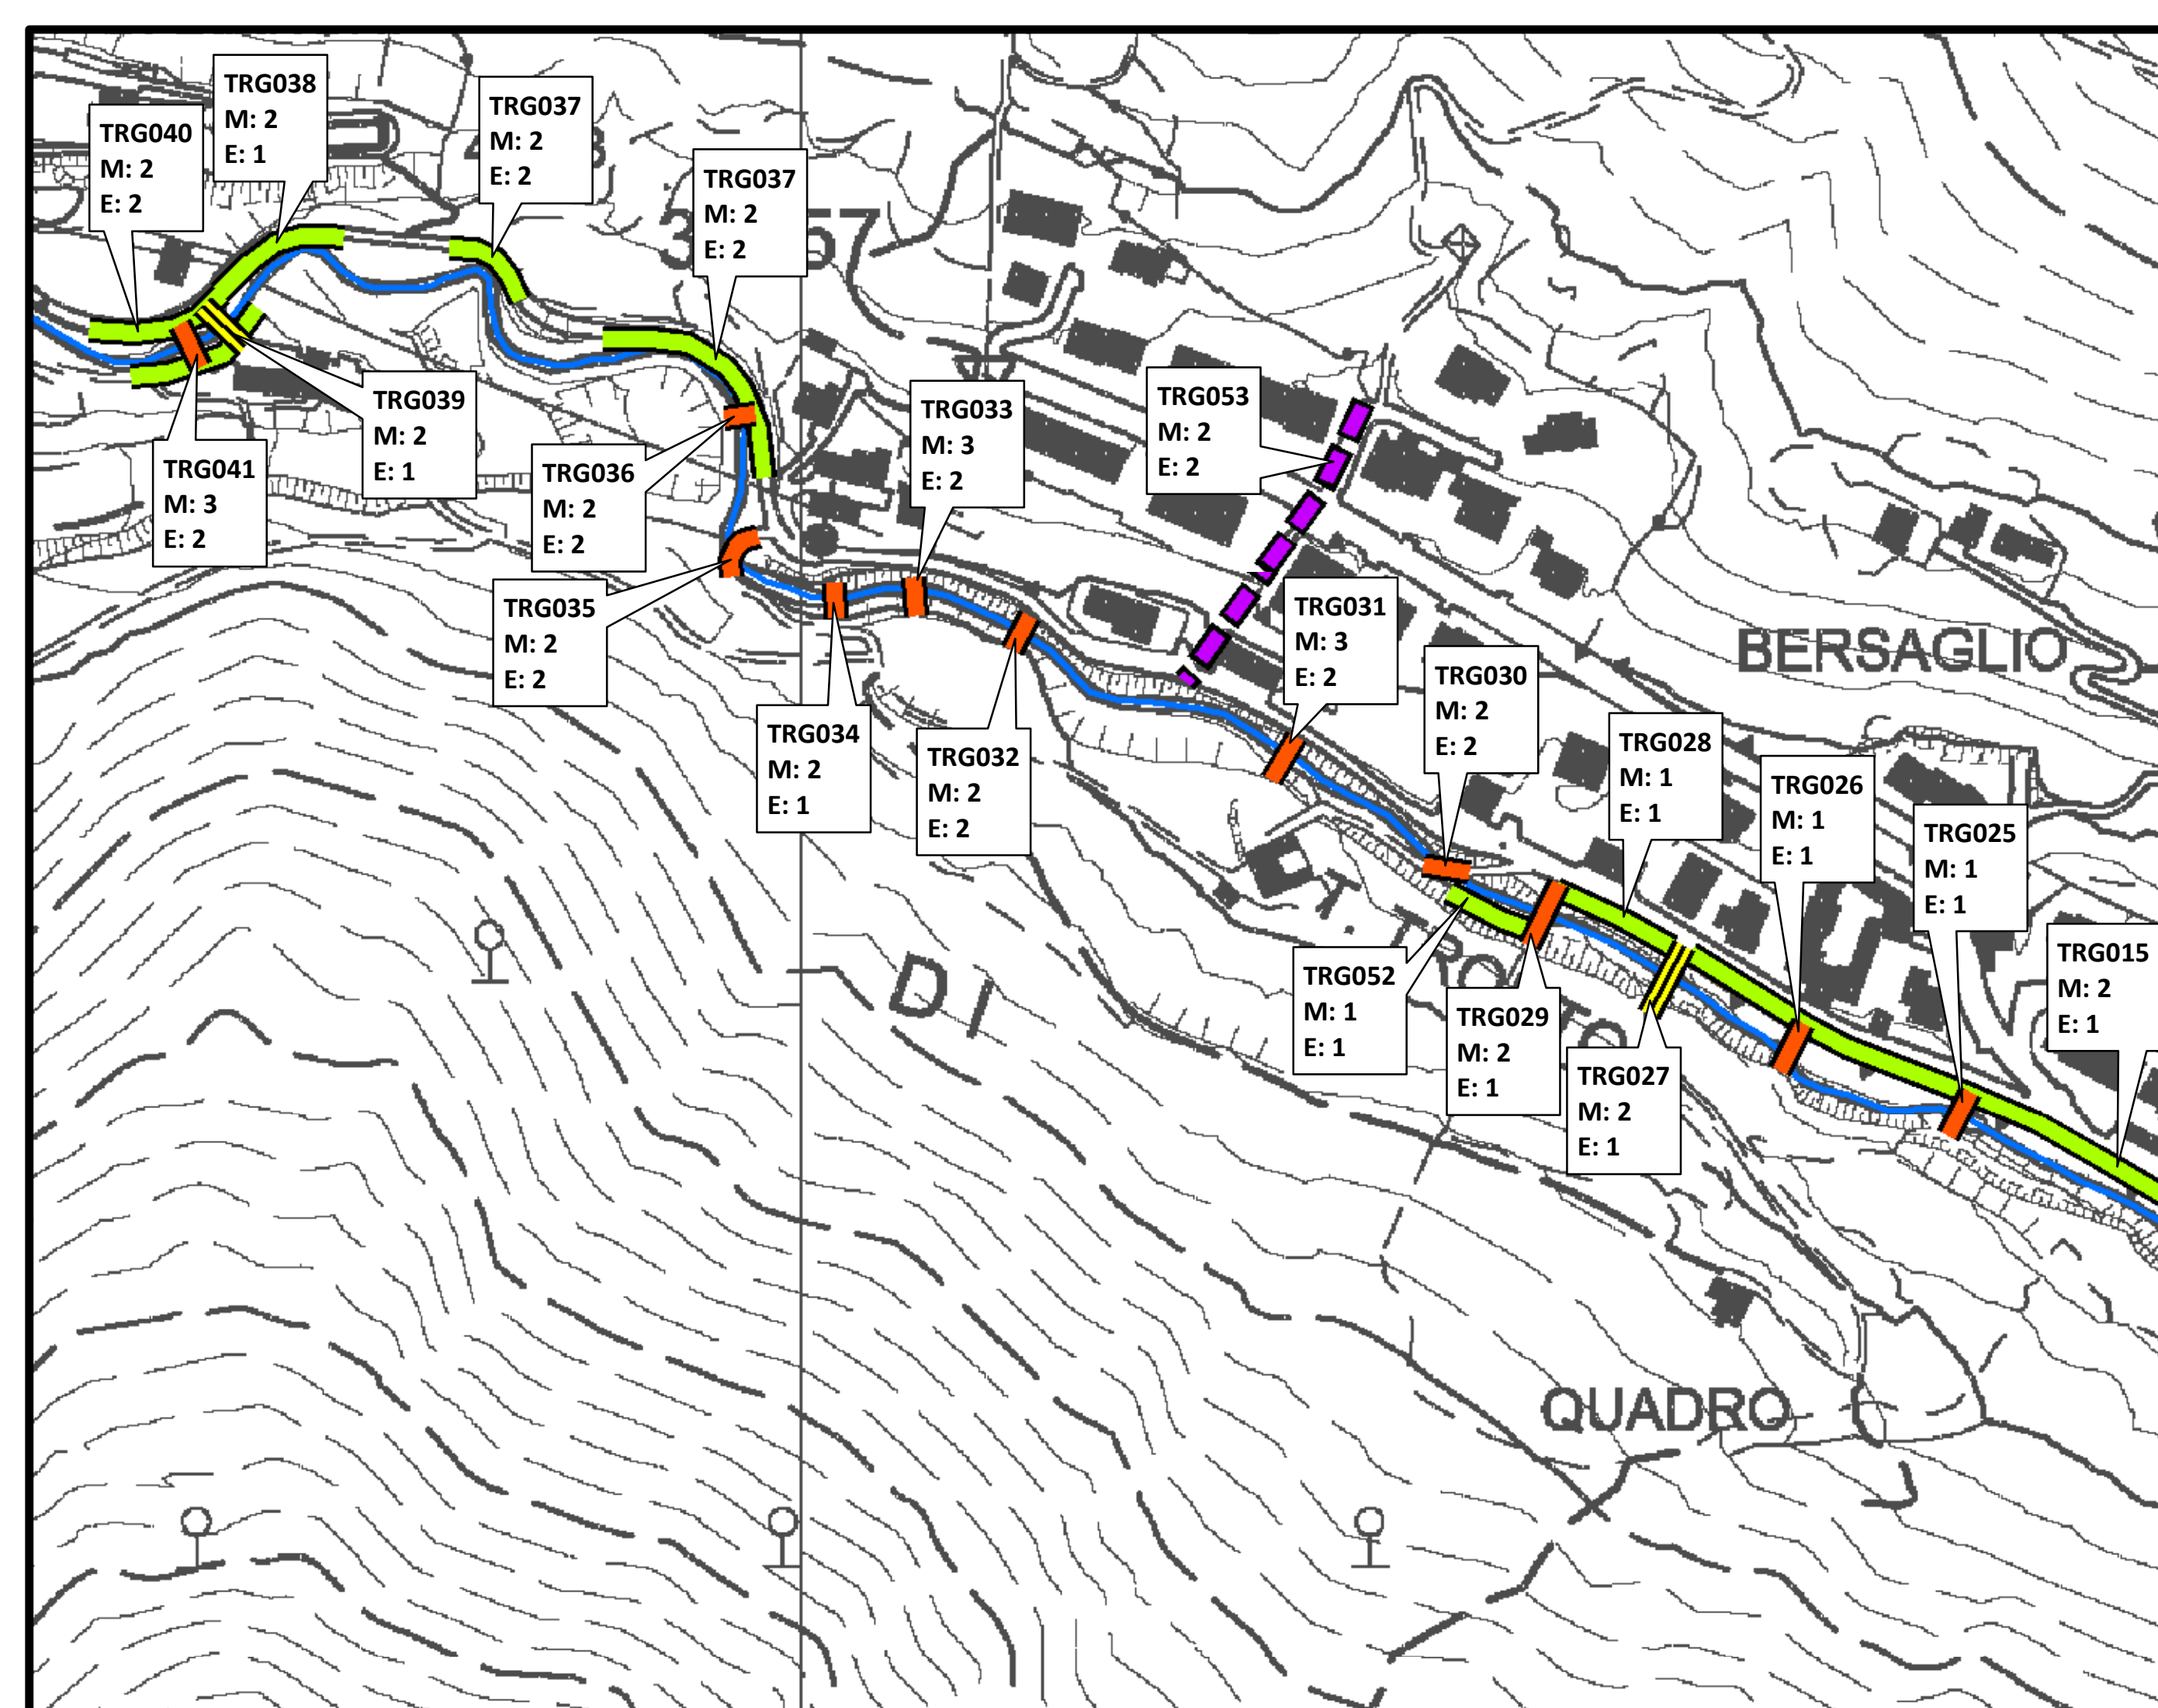 TRG038
M: 2
E: 1
TRG037
M: 2
E: 2
TRG040
M: 2
E: 2
TRG037
M: 2
E: 2
TRG039
M: 2
E: 1
TRG033
M: 3
E: 2
TRG053
M: 2
E: 2
TRG041
M: 3
E: 2
TRG036
M: 2
E: 2
TRG035
M: 2
E: 2
TRG031
M: 3
E: 2
BERSAGLIO
TRG030
M: 2
E: 2
TRG034
M: 2
E: 1
TRG032
M: 2
E: 2
TRG028
M: 1
E: 1
TRG026
M: 1
E: 1
TRG025
M: 1
E: 1
TRG015
M: 2
E: 1
TRG052
M: 1
E: 1
DI
TRG029
M: 2
E: 1
TRG027
M: 2
E: 1
QUADRO